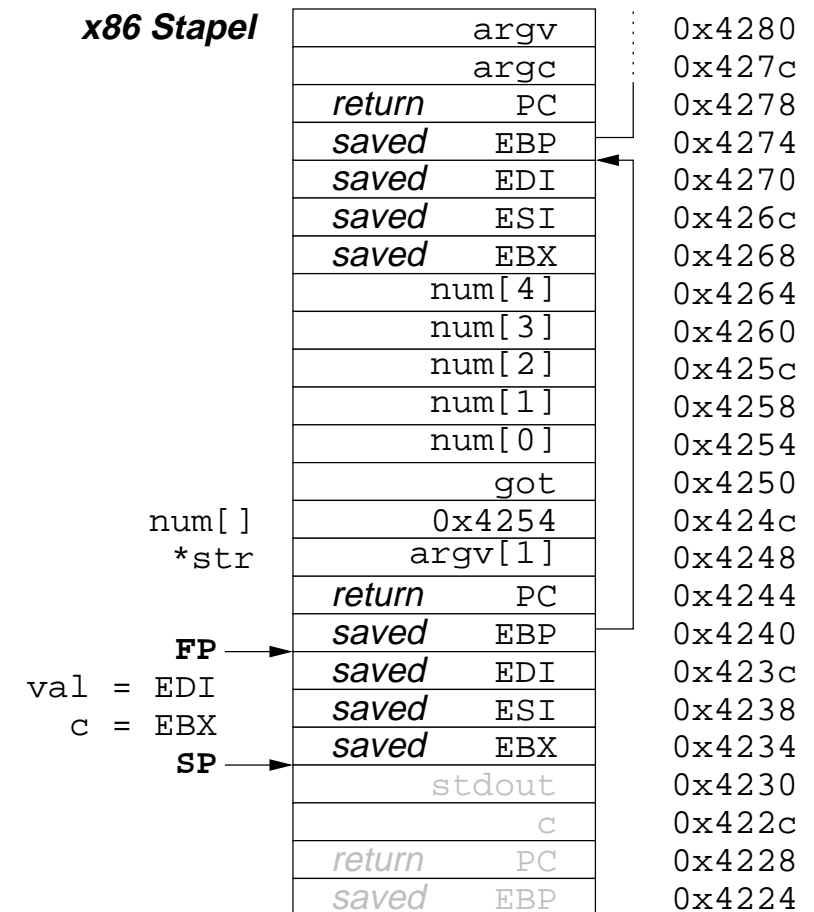 x86 Stapel argv 0x4280
argc 0x427c
return PC 0x4278
saved EBP 0x4274
saved EDI 0x4270
saved ESI 0x426c
saved EBX 0x4268
num[4] 0x4264
num[3] 0x4260
num[2] 0x425c
num[1] 0x4258
num[0] 0x4254
got 0x4250
num[] 0x4254 0x424c
*str argv[1] 0x4248
return PC 0x4244
saved EBP 0x4240
FP
saved EDI 0x423c
val = EDI
saved ESI 0x4238
c = EBX
saved EBX 0x4234
SP
stdout 0x4230
c 0x422c
return PC 0x4228
saved EBP 0x4224